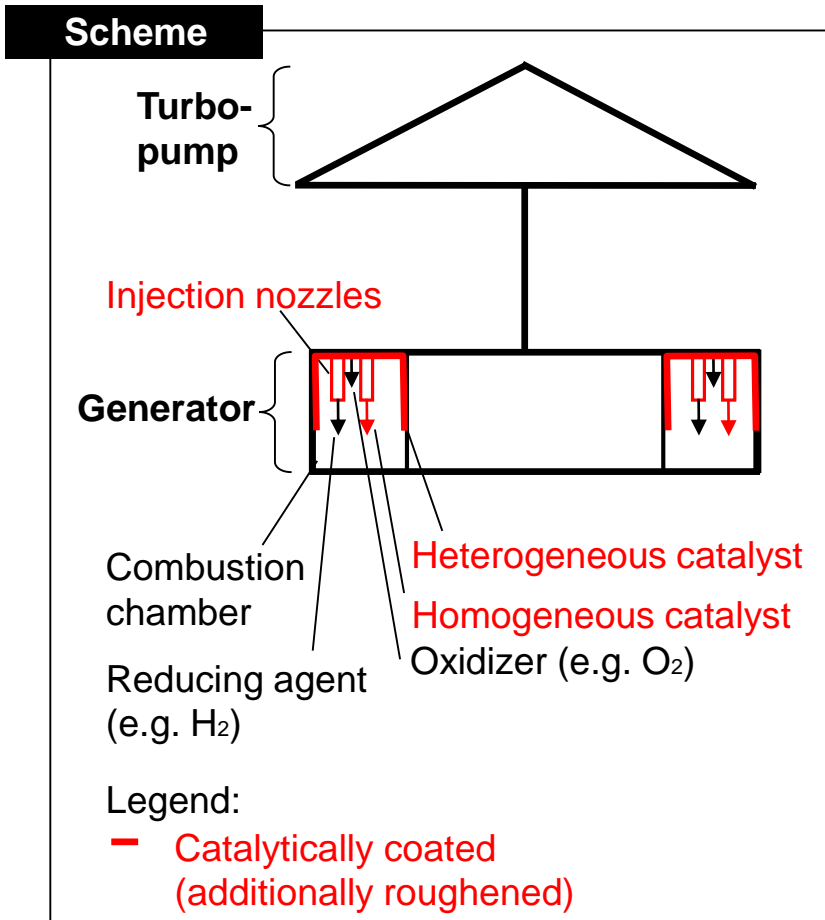 Scheme
Turbo-
pump
Injection nozzles
Generator
Combustion
chamber
Heterogeneous catalyst
Homogeneous catalyst
Oxidizer (e.g. O₂)
Reducing agent
(e.g. H₂)
Legend:
Catalytically coated
(additionally roughened)